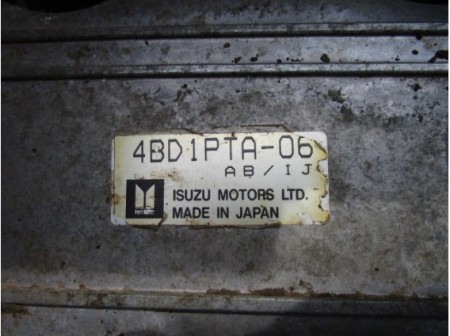 4BD1PTA-06
AB/IJ
ISUZU MOTORS LTD.
MADE IN JAPAN